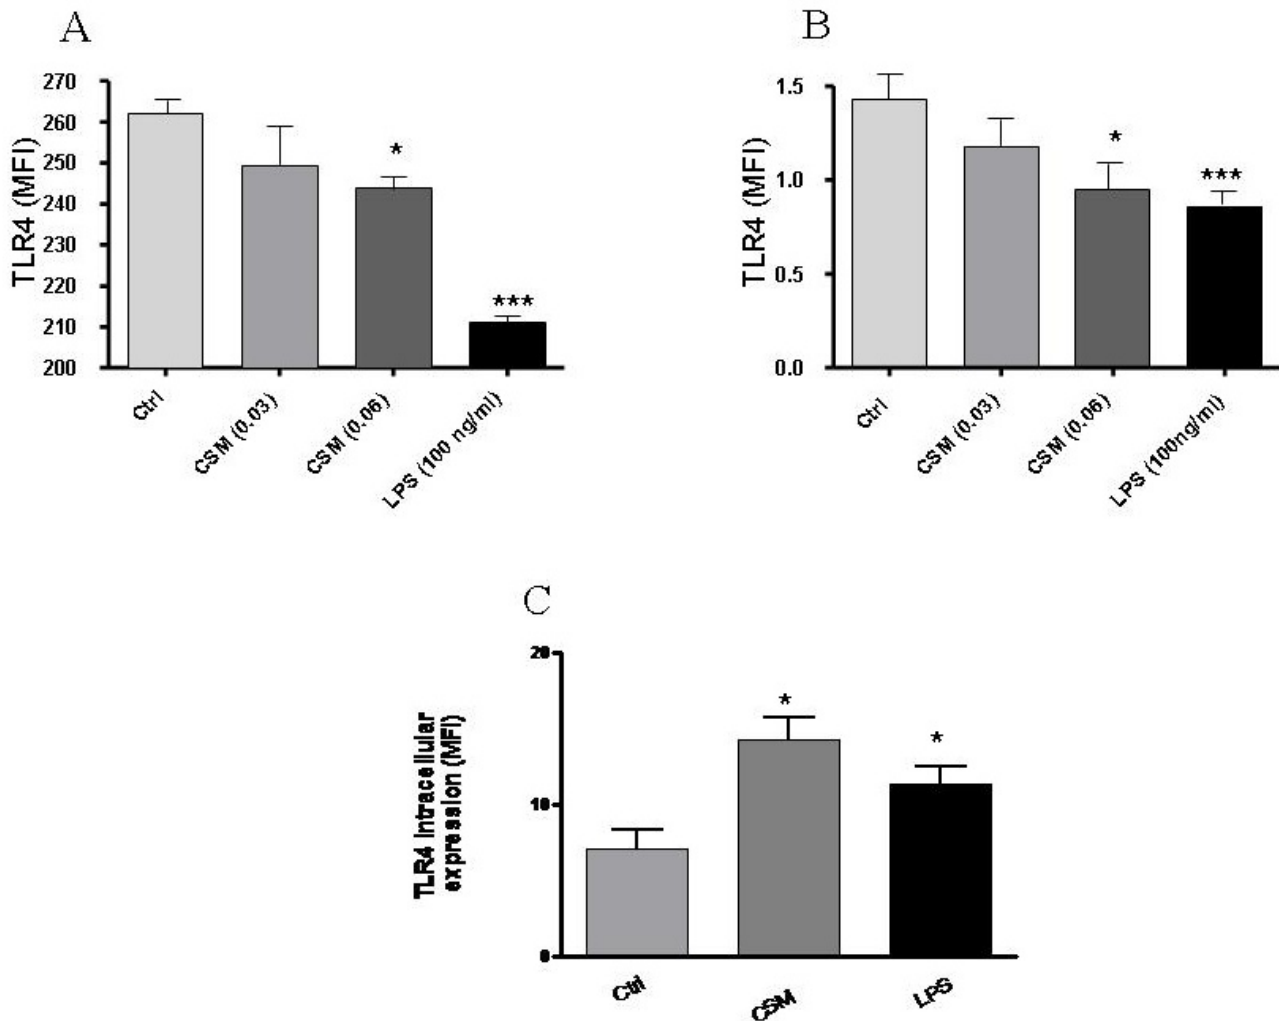 A
TLR4 (MFI)
270
260
250
240
230
220
210
200
*
***
Ctrl
CSM (0.03)
CSM (0.06)
LPS (100 ng/ml)
B
TLR4 (MFI)
1.5
1.0
0.5
0.0
*
***
Ctrl
CSM (0.03)
CSM (0.06)
LPS (100ng/ml)
C
TLR4 Intracellular
expression (MFI)
20
10
0
*
*
Ctrl
CSM
LPS